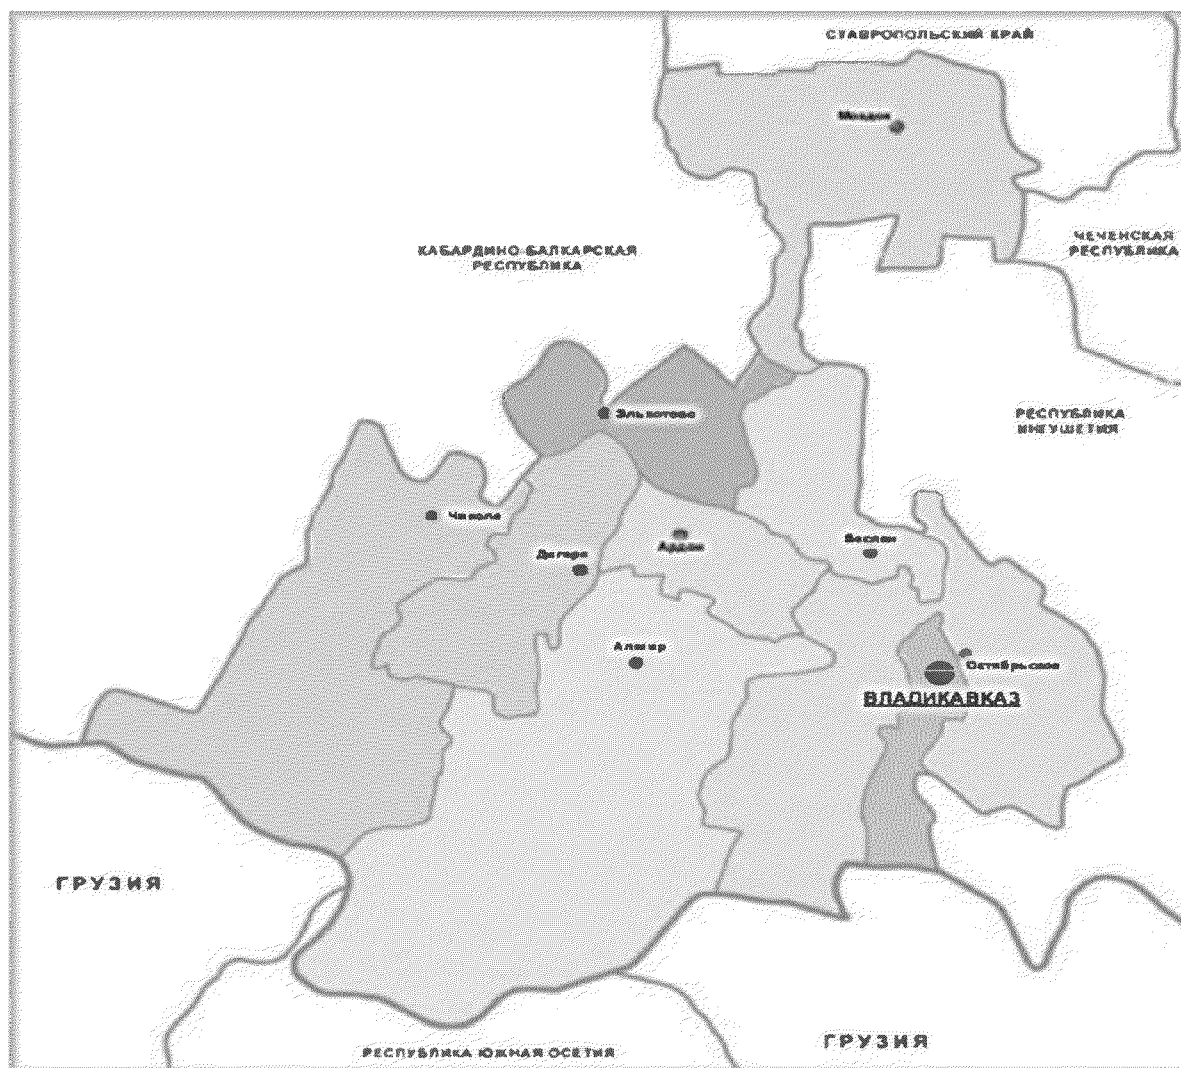 СТАВРОПОЛЬСКИЙ КРАЙ
Моздок
ЧЕЧЕНСКАЯ
РЕСПУБЛИКА
КАБАРДИНО-БАЛКАРСКАЯ
РЕСПУБЛИКА
РЕСПУБЛИКА
ИНГУШЕТИЯ
Эльхотово
Чикола
Дигора
Ардон
Беслан
Алагир
Октябрьское
ВЛАДИКАВКАЗ
ГРУЗИЯ
ГРУЗИЯ
РЕСПУБЛИКА ЮЖНАЯ ОСЕТИЯ